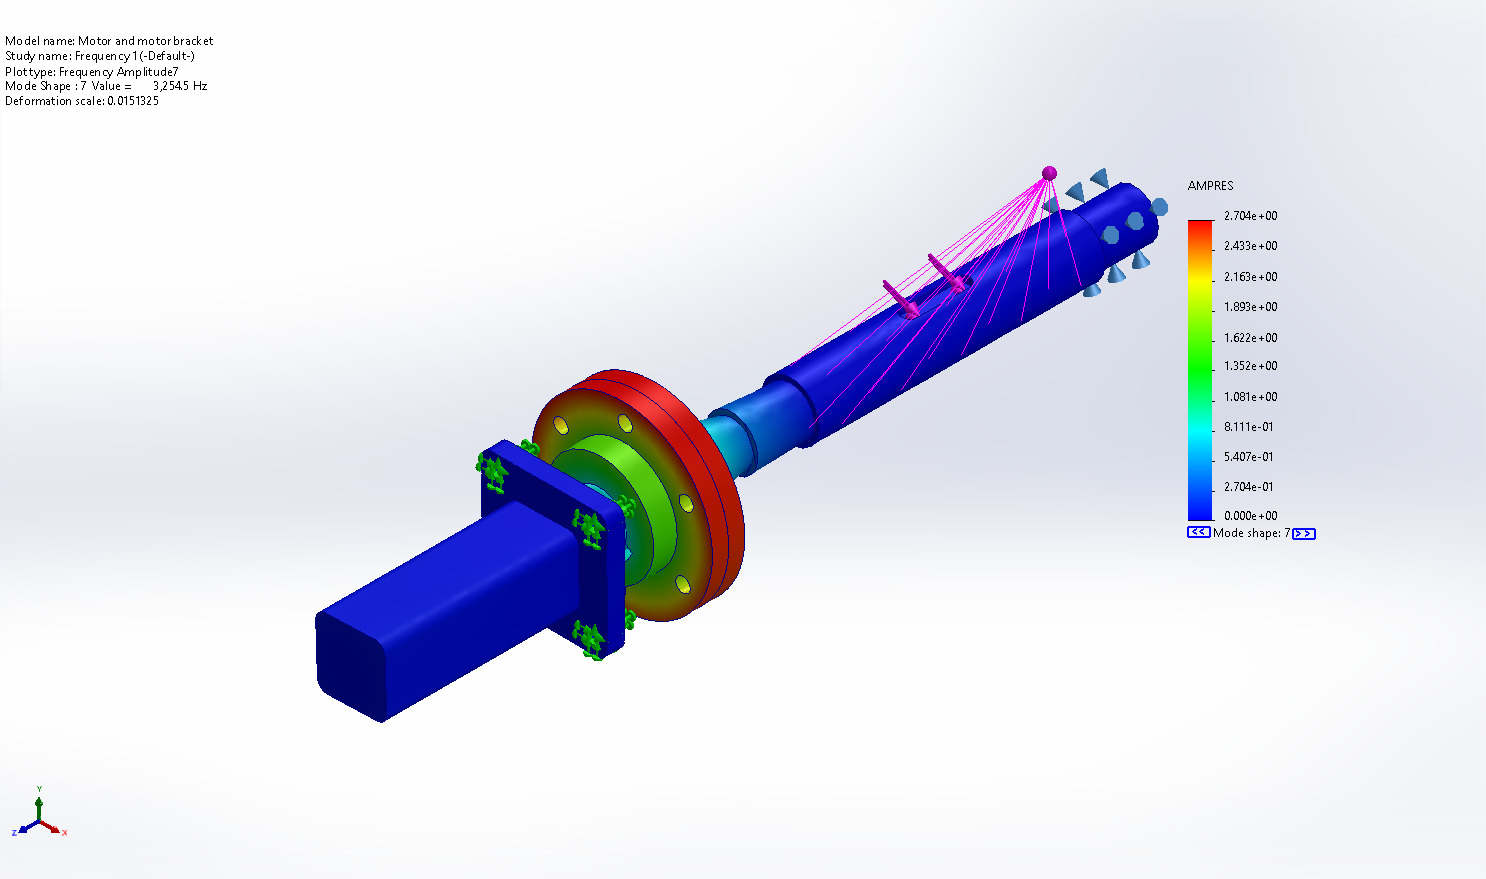 Model name: Motor and motor bracket
Study name: Frequency 1(-Default-)
Plot type: Frequency Amplitude7
Mode Shape : 7 Value = 3,254.5 Hz
Deformation scale: 0.0151325
AMPRES
2.704e+00
2.433e+00
2.163e+00
1.893e+00
1.622e+00
1.352e+00
1.081e+00
8.111e-01
5.407e-01
2.704e-01
0.000e+00
<< Mode shape: 7 >>
Y
Z X